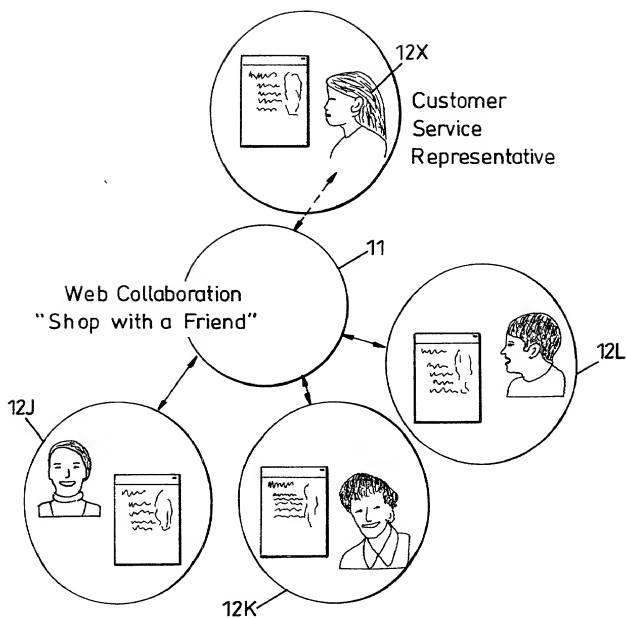 12X
Customer
Service
Representative
11
Web Collaboration
"Shop with a Friend"
12L
12J
12K